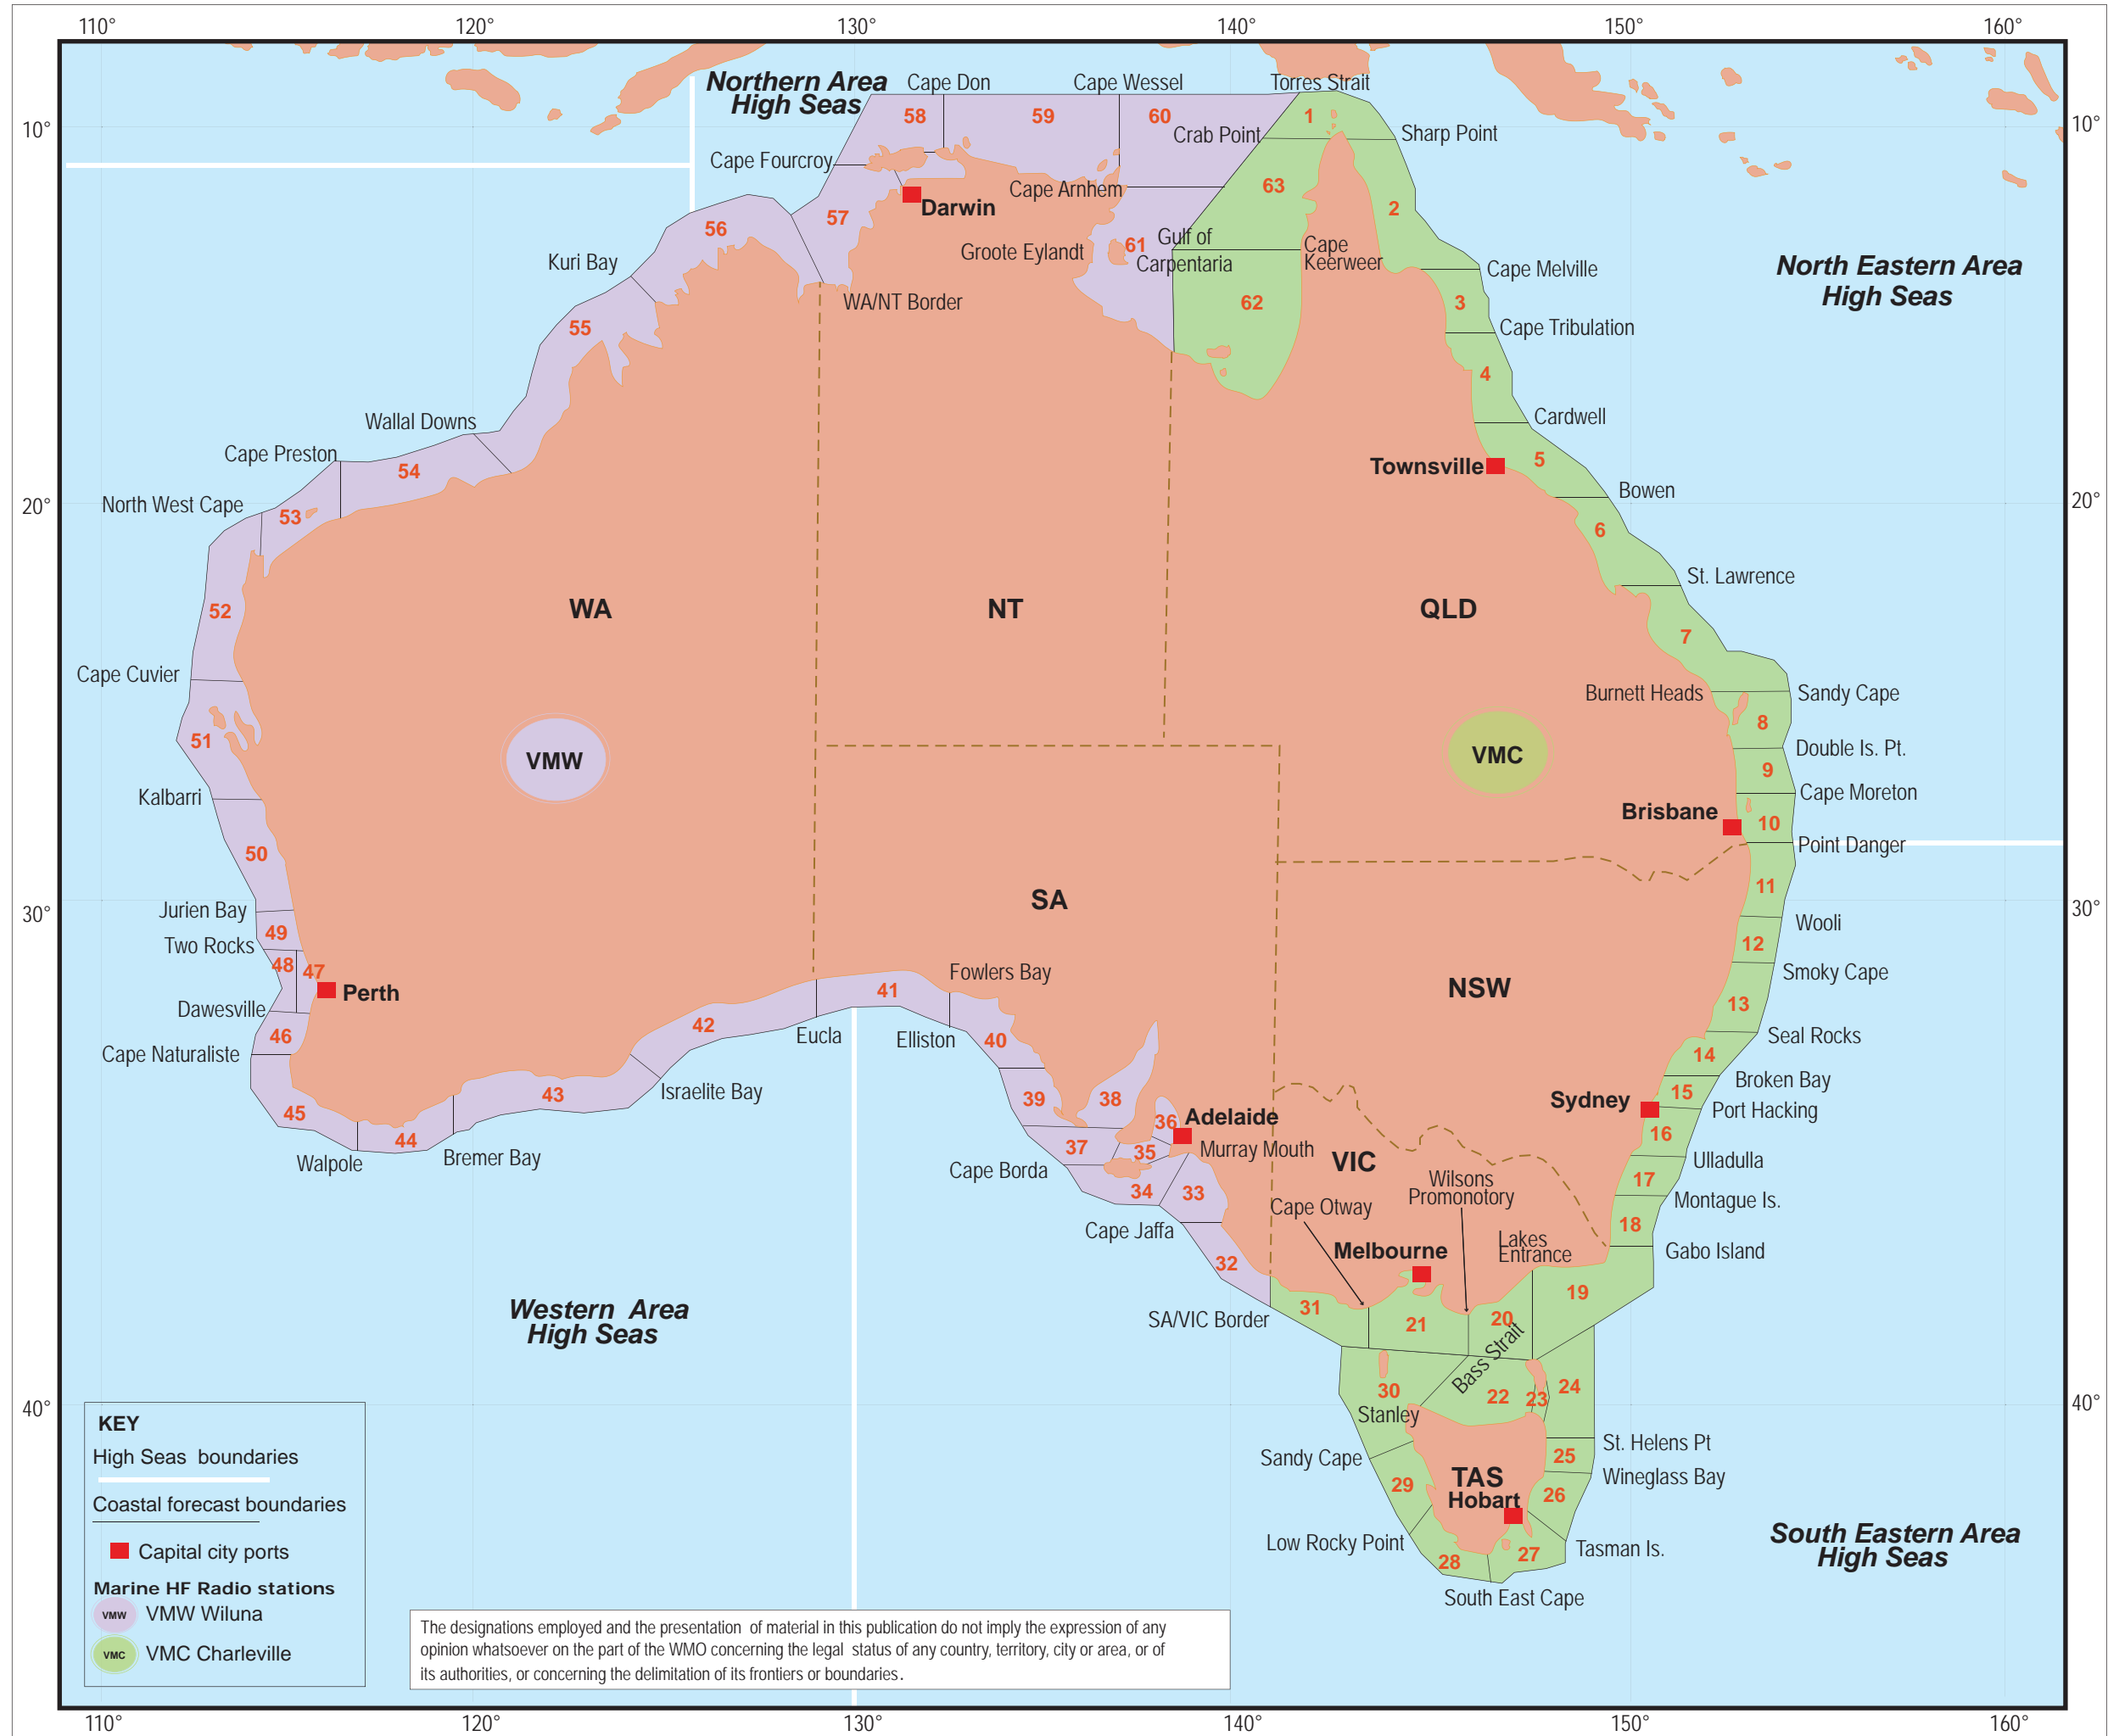 110°
120°
130°
140°
150°
160°
Northern Area
High Seas
Cape Don
Cape Wessel
Torres Strait
58
59
60
1
10°
Crab Point
Sharp Point
10°
Cape Fourcroy
Cape Arnhem
63
Darwin
2
57
56
61
Gulf of
Carpentaria
Groote Eylandt
Cape
Keerweer
Kuri Bay
Cape Melville
North Eastern Area
High Seas
WA/NT Border
62
3
55
Cape Tribulation
4
Wallal Downs
Cardwell
Cape Preston
54
Townsville
5
North West Cape
53
Bowen
20°
20°
6
St. Lawrence
52
WA
NT
QLD
7
Cape Cuvier
Burnett Heads
Sandy Cape
8
51
VMW
VMC
Double Is. Pt.
9
Kalbarri
Cape Moreton
Brisbane
10
50
Point Danger
11
SA
Jurien Bay
30°
30°
49
Wooli
Two Rocks
12
48
47
Fowlers Bay
Smoky Cape
Perth
41
NSW
13
Dawesville
42
Eucla
Elliston
40
46
Seal Rocks
Cape Naturaliste
14
Broken Bay
43
Israelite Bay
39
38
15
45
Sydney
Port Hacking
36
Adelaide
44
37
35
Murray Mouth
16
Walpole
Bremer Bay
Cape Borda
VIC
Ulladulla
34
33
Wilsons
Promonotory
17
Montague Is.
Cape Otway
18
Cape Jaffa
Melbourne
Lakes
Entrance
Gabo Island
32
19
Western Area
High Seas
SA/VIC Border
31
21
20
Bass Strait
30
22
23
24
40°
40°
Stanley
St. Helens Pt
Sandy Cape
25
TAS
Wineglass Bay
29
Hobart
26
Low Rocky Point
South Eastern Area
High Seas
28
27
Tasman Is.
South East Cape
KEY
High Seas boundaries
Coastal forecast boundaries
Capital city ports
Marine HF Radio stations
VMW VMW Wiluna
VMC VMC Charleville
The designations employed and the presentation of material in this publication do not imply the expression of any
opinion whatsoever on the part of the WMO concerning the legal status of any country, territory, city or area, or of
its authorities, or concerning the delimitation of its frontiers or boundaries.
110°
120°
130°
140°
150°
160°